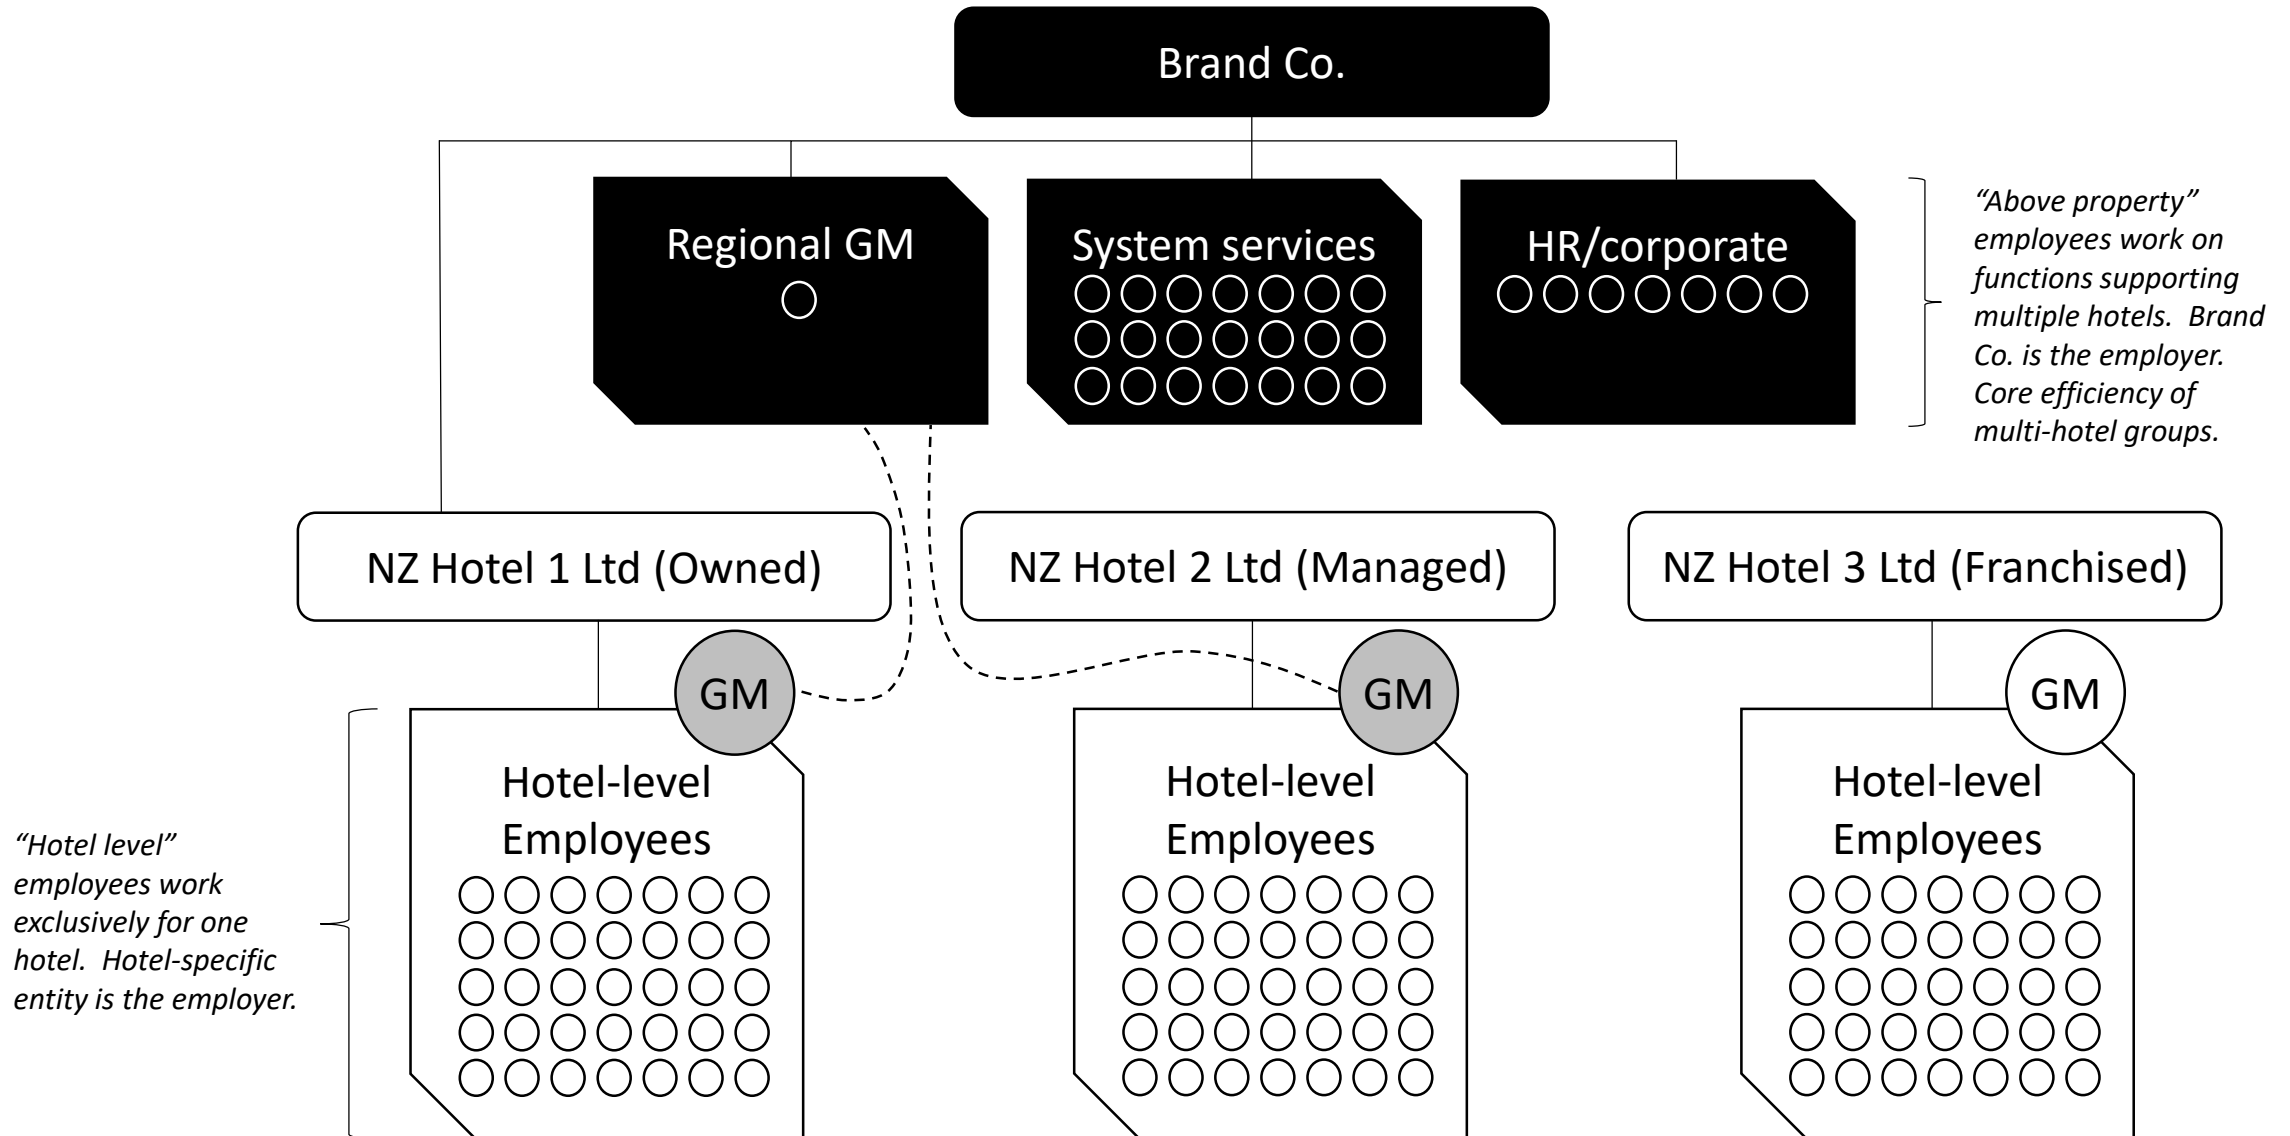 Brand Co.
Regional GM
System services
HR/corporate
“Above property”
employees work on
functions supporting
multiple hotels.  Brand
Co. is the employer.
Core efficiency of
multi-hotel groups.
NZ Hotel 1 Ltd (Owned)
NZ Hotel 2 Ltd (Managed)
NZ Hotel 3 Ltd (Franchised)
GM
GM
GM
Hotel-level
Employees
Hotel-level
Employees
Hotel-level
Employees
“Hotel level”
employees work
exclusively for one
hotel.  Hotel-specific
entity is the employer.